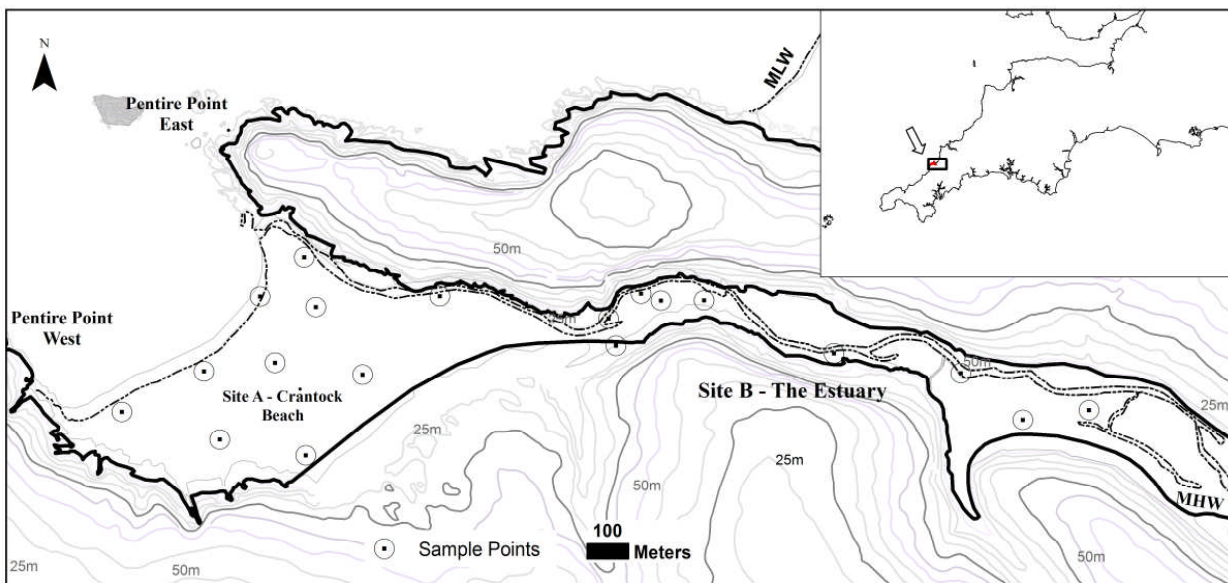 N
MLW
Pentire Point
East
50m
Pentire Point
West
50m
Site A - Crantock
Beach
Site B - The Estuary
25m
25m
25m
50m
MHW
100
Meters
Sample Points
25m
50m
50m